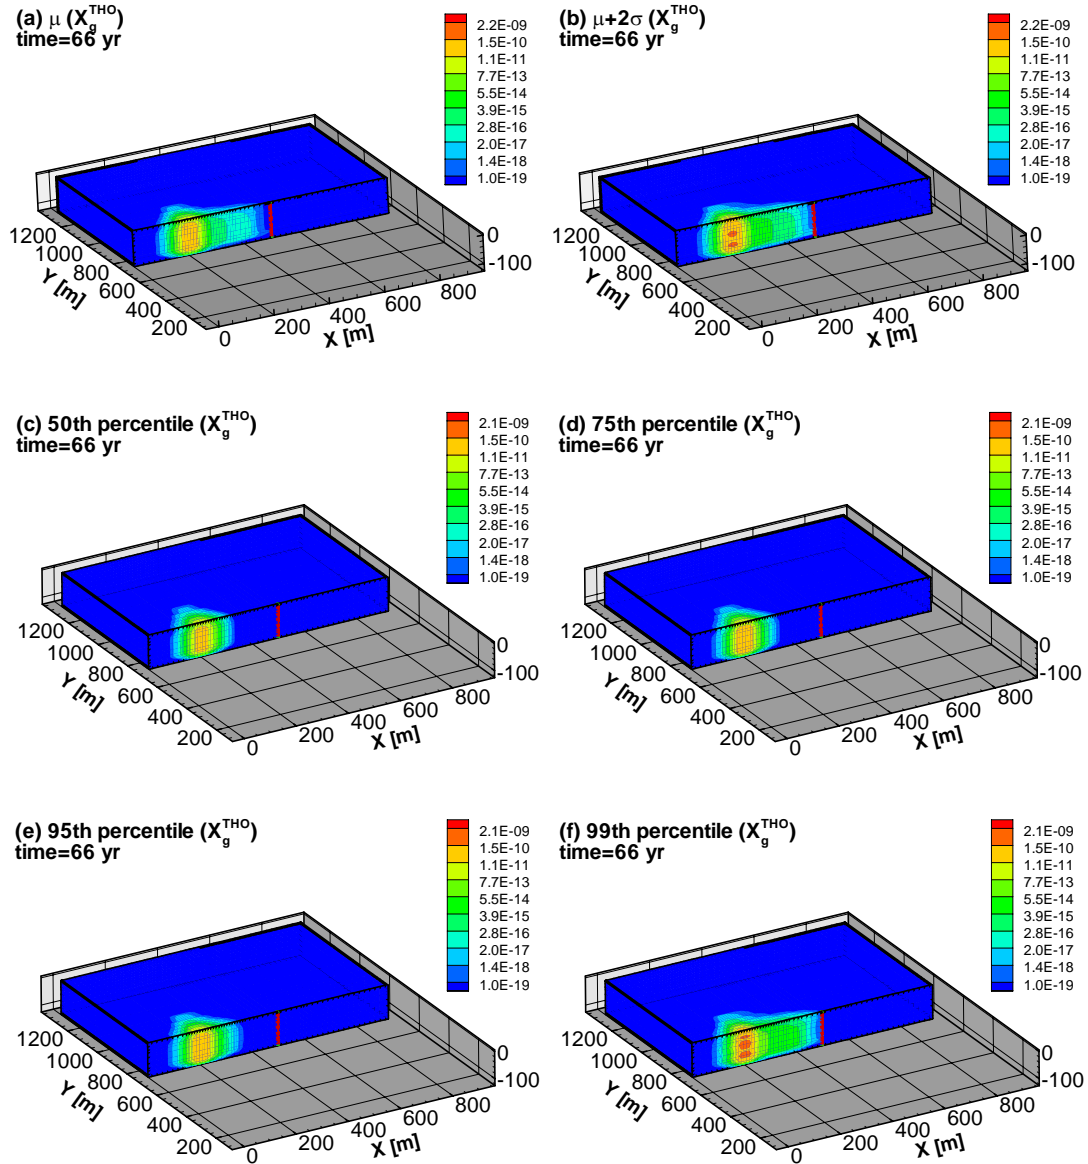 (a) μ (X_g^THO)
time=66 yr
2.2E-09
1.5E-10
1.1E-11
7.7E-13
5.5E-14
3.9E-15
2.8E-16
2.0E-17
1.4E-18
1.0E-19
1200
1000
800
600
400
200
Y [m]
0
200
400
600
800
X [m]
0
-100
(b) μ+2σ (X_g^THO)
time=66 yr
2.2E-09
1.5E-10
1.1E-11
7.7E-13
5.5E-14
3.9E-15
2.8E-16
2.0E-17
1.4E-18
1.0E-19
1200
1000
800
600
400
200
Y [m]
0
200
400
600
800
X [m]
0
-100
(c) 50th percentile (X_g^THO)
time=66 yr
2.1E-09
1.5E-10
1.1E-11
7.7E-13
5.5E-14
3.9E-15
2.8E-16
2.0E-17
1.4E-18
1.0E-19
1200
1000
800
600
400
200
Y [m]
0
200
400
600
800
X [m]
0
-100
(d) 75th percentile (X_g^THO)
time=66 yr
2.1E-09
1.5E-10
1.1E-11
7.7E-13
5.5E-14
3.9E-15
2.8E-16
2.0E-17
1.4E-18
1.0E-19
1200
1000
800
600
400
200
Y [m]
0
200
400
600
800
X [m]
0
-100
(e) 95th percentile (X_g^THO)
time=66 yr
2.1E-09
1.5E-10
1.1E-11
7.7E-13
5.5E-14
3.9E-15
2.8E-16
2.0E-17
1.4E-18
1.0E-19
1200
1000
800
600
400
200
Y [m]
0
200
400
600
800
X [m]
0
-100
(f) 99th percentile (X_g^THO)
time=66 yr
2.1E-09
1.5E-10
1.1E-11
7.7E-13
5.5E-14
3.9E-15
2.8E-16
2.0E-17
1.4E-18
1.0E-19
1200
1000
800
600
400
200
Y [m]
0
200
400
600
800
X [m]
0
-100